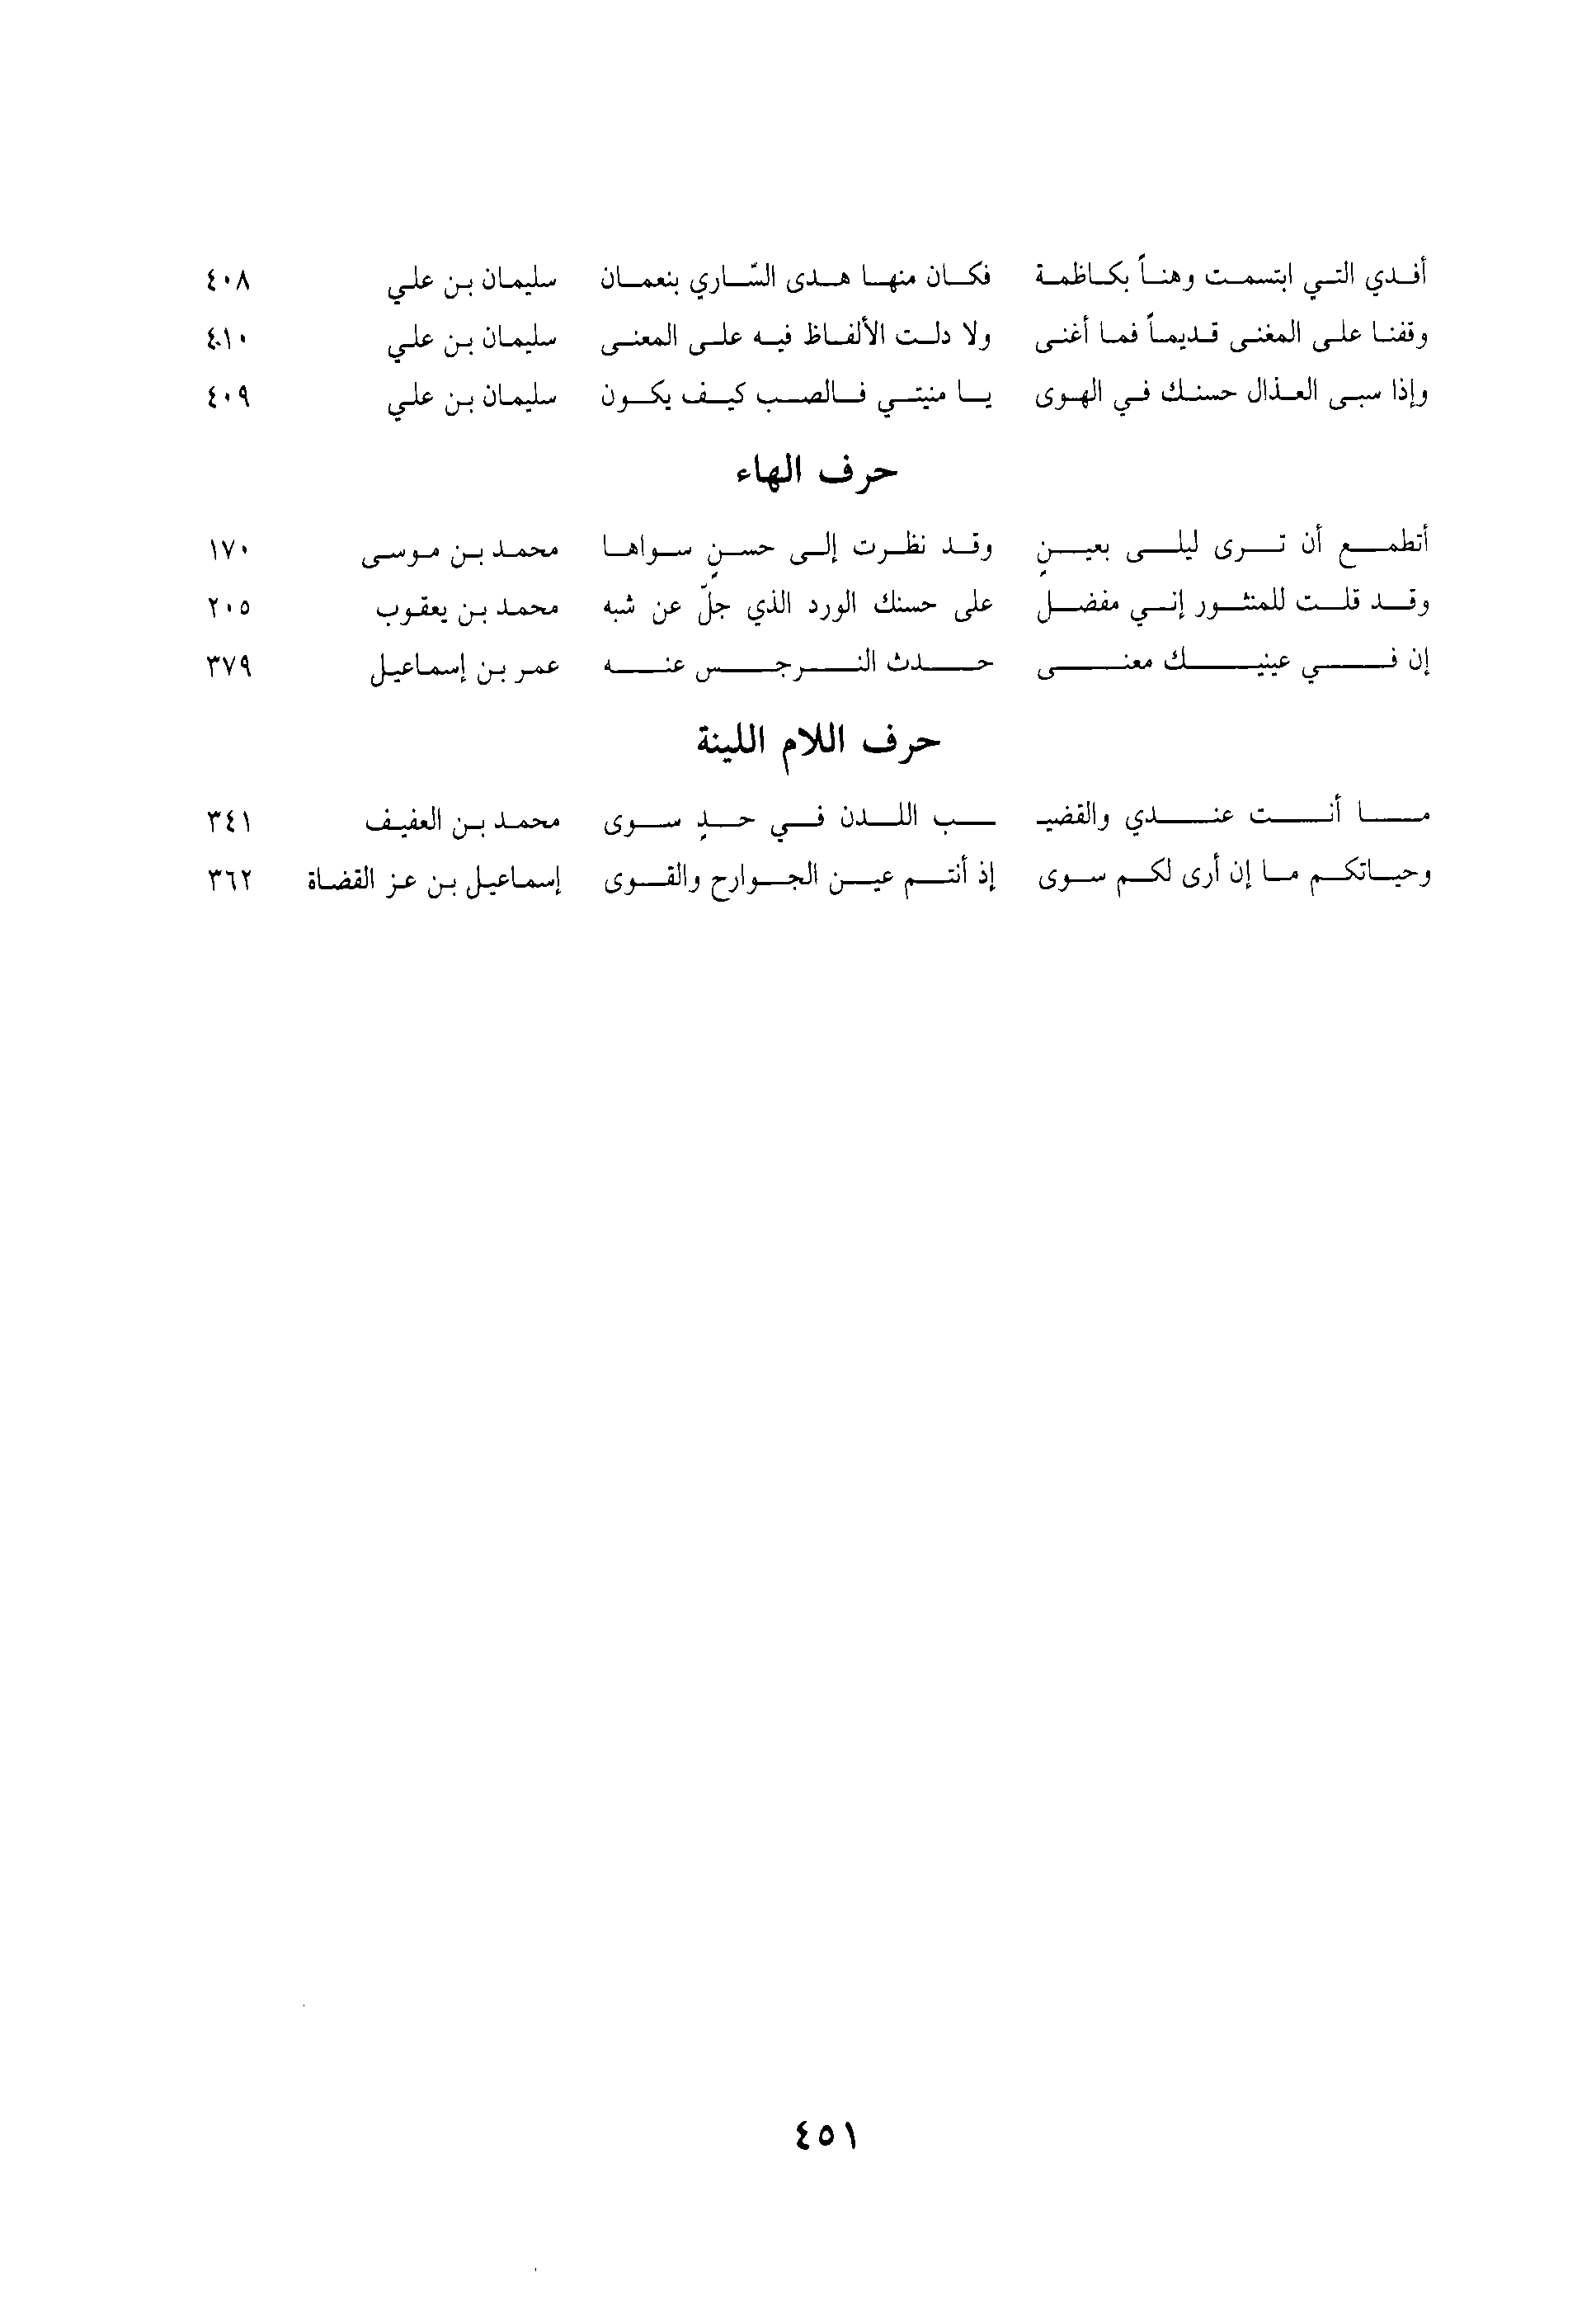 أفدي التي ابتسمت وهناً بكاظمة فكان منها هدى السّاري بنعمان سليمان بن علي ٤٠٨
وقفنا على المغنى قديماً فما أغنى ولا دلت الألفاظ فيه على المعنى سليمان بن علي ٤١٠
وإذا سبى العذال حسنك في الهوى يا منيتي فالصب كيف يكون سليمان بن علي ٤٠٩
حرف الهاء
أتطمع أن ترى ليلى بعينٍ وقد نظرت إلى حسنٍ سواها محمد بن موسى ١٧٠
وقد قلت للمنثور إني مفضل على حسنك الورد الذي جلّ عن شبه محمد بن يعقوب ٢٠٥
إن في عينيك معنى حدث النرجس عنه عمر بن إسماعيل ٣٧٩
حرف اللام اللينة
ما أنت عندي والقضيـ ـب اللدن في حدٍ سوى محمد بن العفيف ٣٤١
وحياتكم ما إن أرى لكم سوى إذ أنتم عين الجوارح والقوى إسماعيل بن عز القضاة ٣٦٢
٤٥١